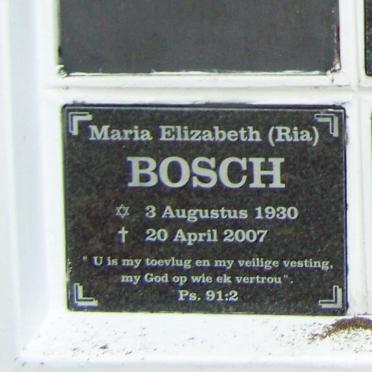 Maria Elizabeth (Ria)
BOSCH
✡ 3 Augustus 1930
† 20 April 2007
" U is my toevlug en my veilige vesting,
my God op wie ek vertrou".
Ps. 91:2